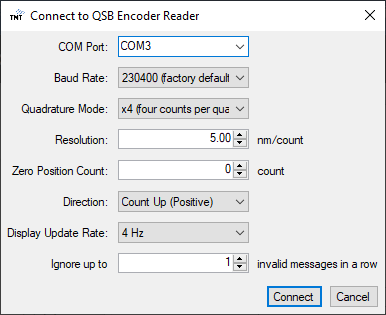 TNT Connect to QSB Encoder Reader
COM Port: COM3
Baud Rate: 230400 (factory default
Quadrature Mode: x4 (four counts per qua
Resolution: 5.00 nm/count
Zero Position Count: 0 count
Direction: Count Up (Positive)
Display Update Rate: 4 Hz
Ignore up to 1 invalid messages in a row
Connect Cancel